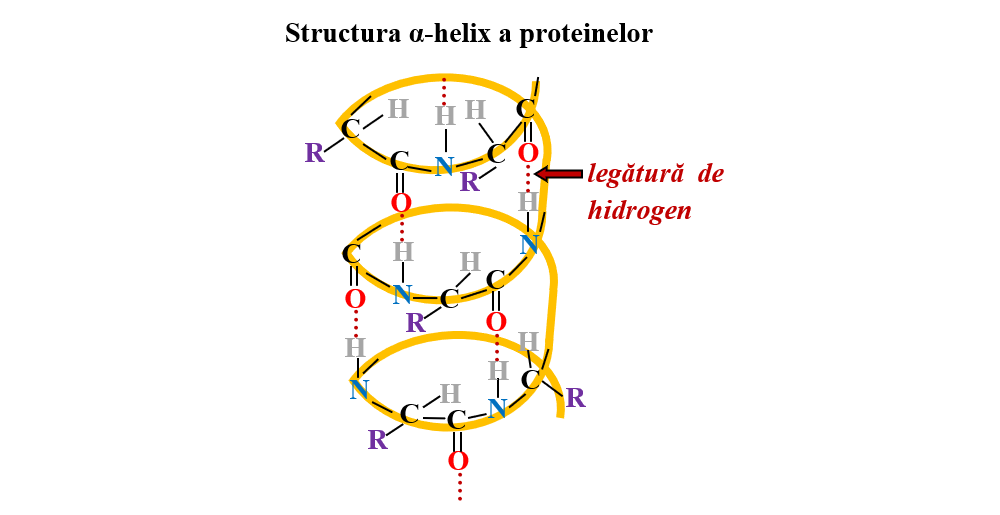 Structura α-helix a proteinelor
H H H C
C C N C O
R R
O legătură de
H hidrogen
C H H N
O N C C
R O
H H H
N C H N C R
R C
O